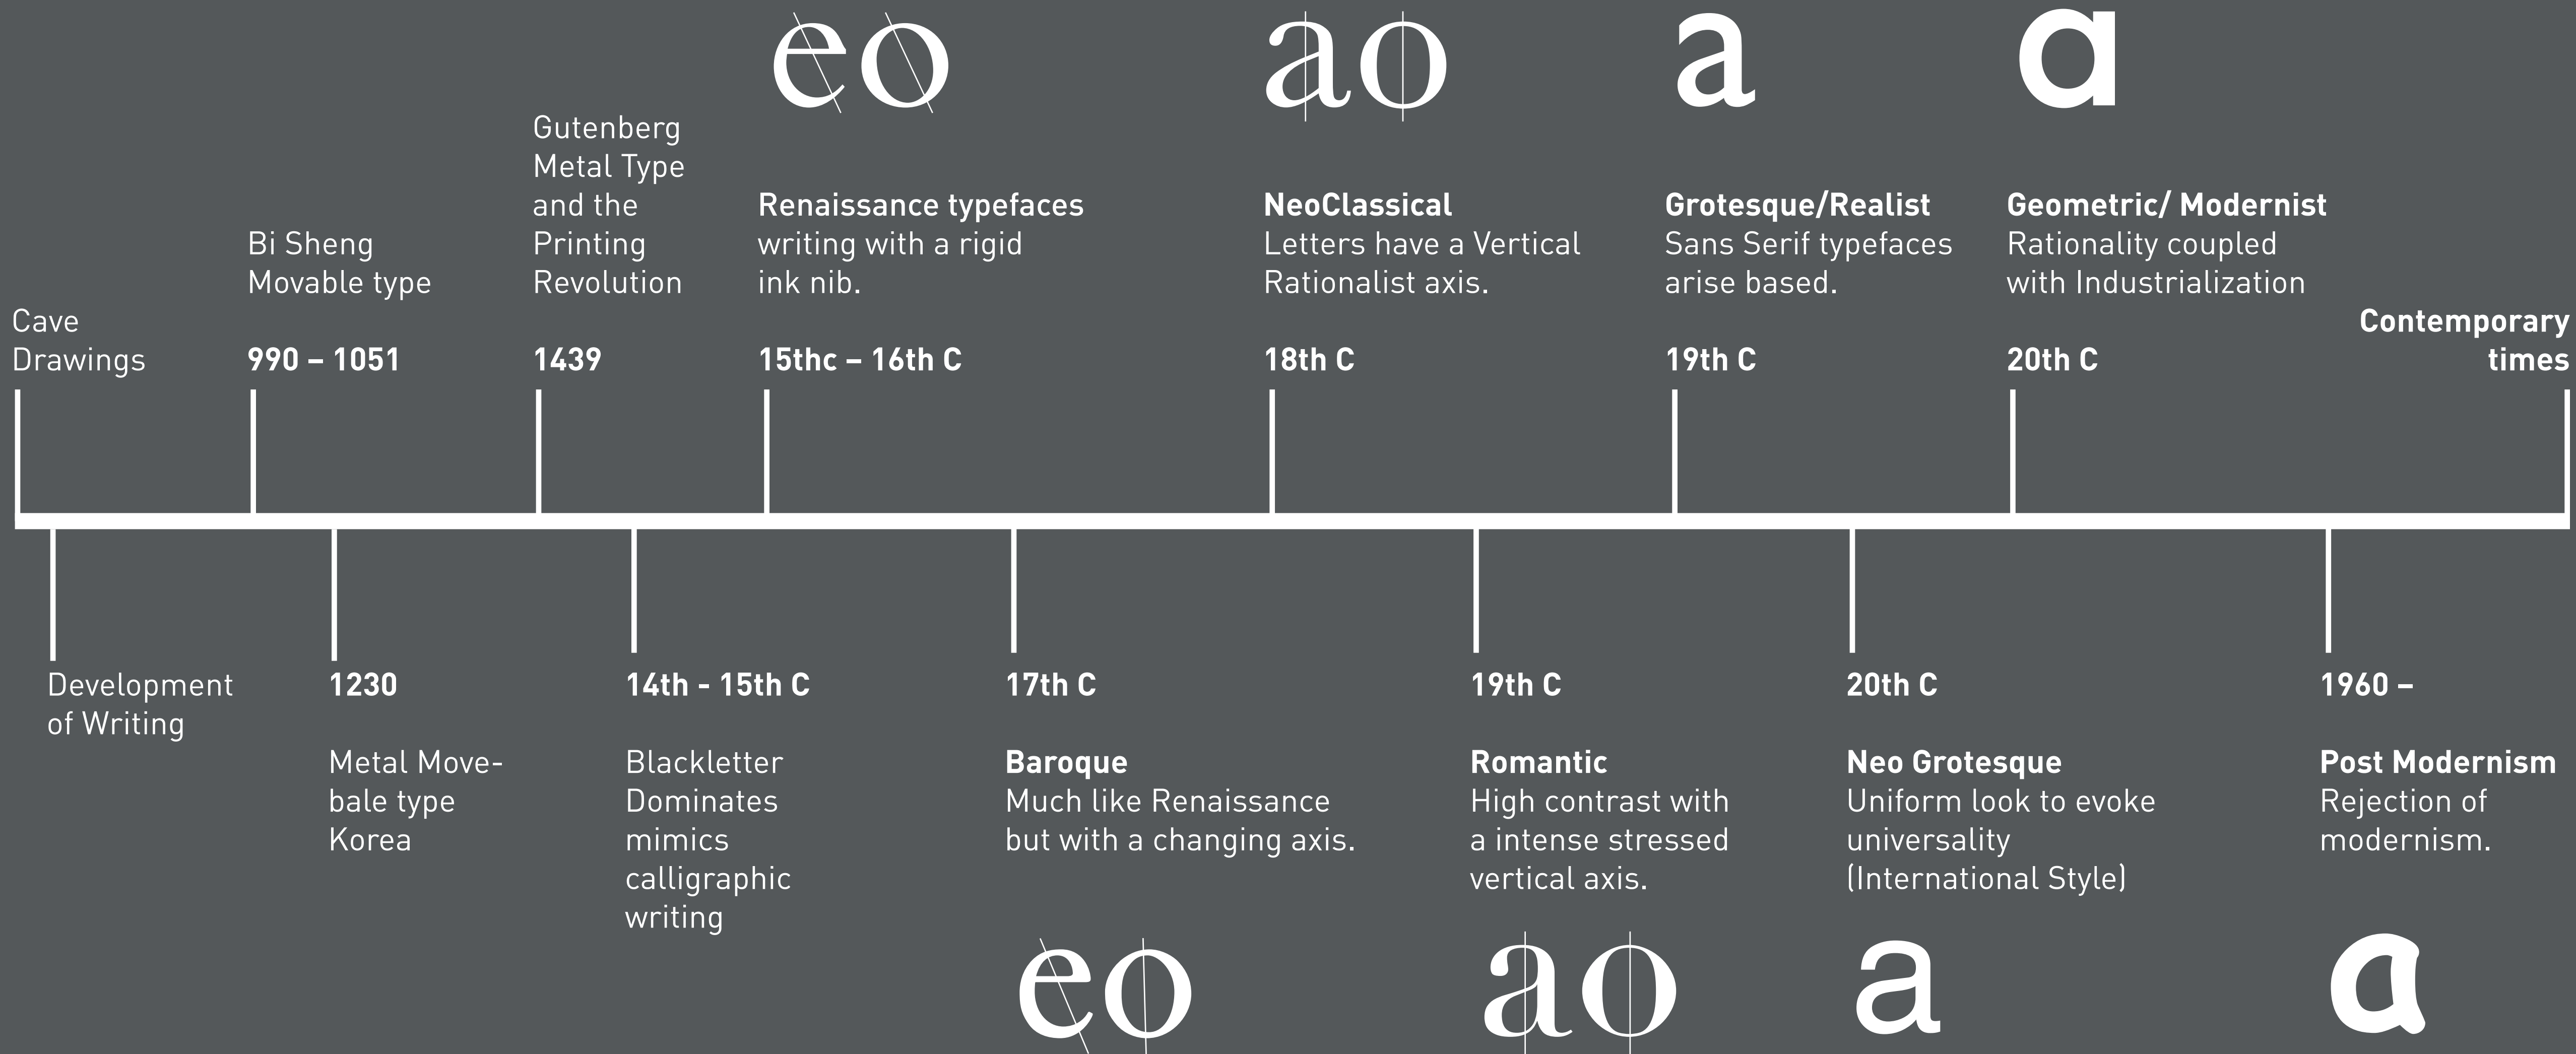 eo
ao
a
a
Cave
Drawings
Bi Sheng
Movable type
990 – 1051
Gutenberg
Metal Type
and the
Printing
Revolution
1439
Renaissance typefaces
writing with a rigid
ink nib.
15thc – 16th C
NeoClassical
Letters have a Vertical
Rationalist axis.
18th C
Grotesque/Realist
Sans Serif typefaces
arise based.
19th C
Geometric/ Modernist
Rationality coupled
with Industrialization
20th C
Contemporary
times
Development
of Writing
1230
Metal Move-
bale type
Korea
14th - 15th C
Blackletter
Dominates
mimics
calligraphic
writing
17th C
Baroque
Much like Renaissance
but with a changing axis.
19th C
Romantic
High contrast with
a intense stressed
vertical axis.
20th C
Neo Grotesque
Uniform look to evoke
universality
(International Style)
1960 –
Post Modernism
Rejection of
modernism.
eo
ao
a
a